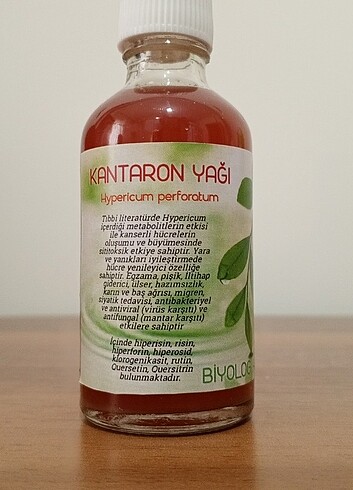 KANTARON YAĞI
Hypericum perforatum
Tıbbi literatürde Hypericum
içerdiği metabolitlerin etkisi
ile kanserli hücrelerin
oluşumu ve büyümesinde
sititoksit etkiye sahiptir. Yara
ve yanıkları iyileştirmede
hücre yenileyici özelliğe
sahiptir. Egzama, pişik, İltihap
giderici, ülser, hazımsızlık,
karın ve baş ağrısı, migren,
siyatik tedavisi, antibakteriyel
ve antiviral (virüs karşıtı) ve
antifungal (mantar karşıtı)
etkilere sahiptir
İçinde hiperisin, risin,
hiperforin, hiperosid,
klorogenikasit, rutin,
Quersetin, Quersitrin
bulunmaktadır.
BİYOLOG